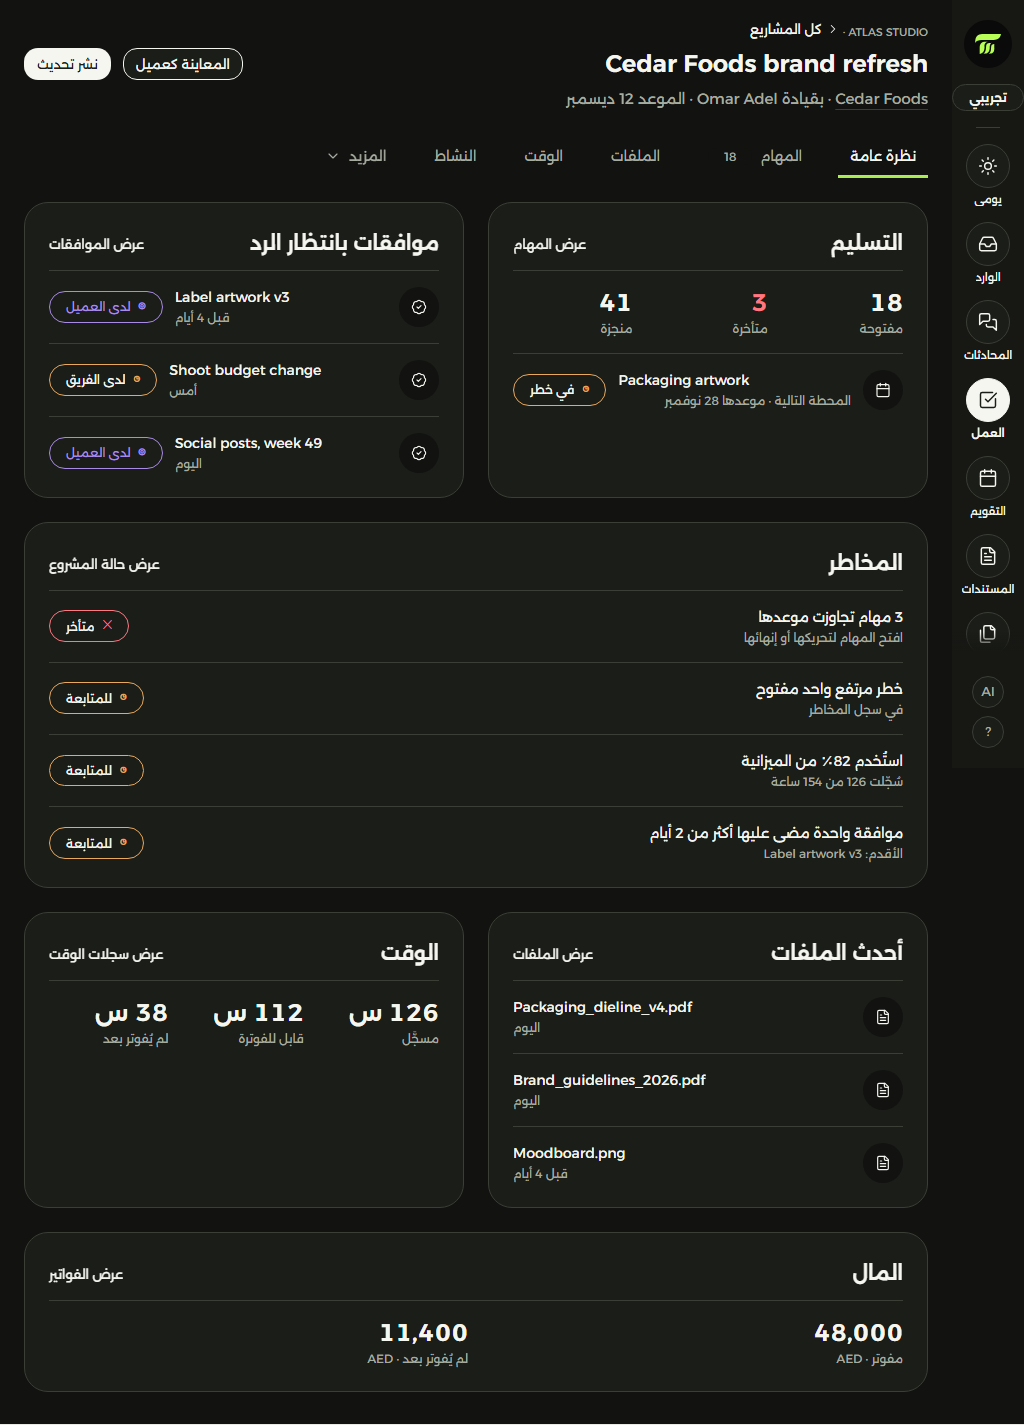 تجريبي
يومي
الوارد
المحادثات
العمل
التقويم
المستندات
AI
?
ATLAS STUDIO · كل المشاريع
Cedar Foods brand refresh
Cedar Foods · بقيادة Omar Adel · الموعد 12 ديسمبر
المعاينة كعميل
نشر تحديث
نظرة عامة
المهام 18
الملفات
الوقت
النشاط
المزيد
التسليم
عرض المهام
18
مفتوحة
3
متأخرة
41
منجزة
Packaging artwork
المحطة التالية · موعدها 28 نوفمبر
في خطر
موافقات بانتظار الرد
عرض الموافقات
Label artwork v3
قبل 4 أيام
لدى العميل
Shoot budget change
أمس
لدى الفريق
Social posts, week 49
اليوم
لدى العميل
المخاطر
عرض حالة المشروع
3 مهام تجاوزت موعدها
افتح المهام لتحريكها أو إنهائها
متأخر
خطر مرتفع واحد مفتوح
في سجل المخاطر
للمتابعة
استُخدم 82٪ من الميزانية
سُجّلت 126 من 154 ساعة
للمتابعة
موافقة واحدة مضى عليها أكثر من 2 أيام
الأقدم: Label artwork v3
للمتابعة
أحدث الملفات
عرض الملفات
Packaging_dieline_v4.pdf
اليوم
Brand_guidelines_2026.pdf
اليوم
Moodboard.png
قبل 4 أيام
الوقت
عرض سجلات الوقت
126 س
مسجَّل
112 س
قابل للفوترة
38 س
لم يُفوتر بعد
المال
عرض الفواتير
48,000
مفوتر · AED
11,400
لم يُفوتر بعد · AED